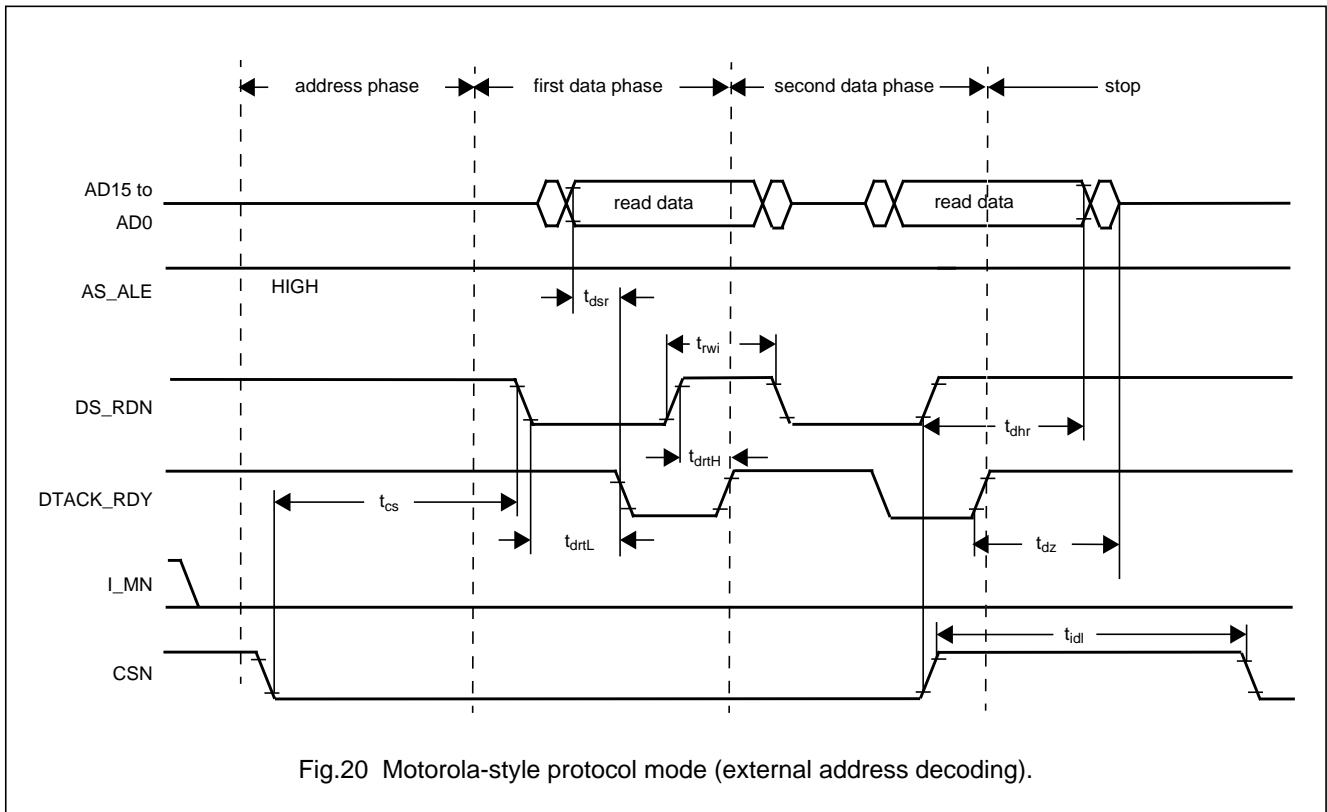 address phase
first data phase
second data phase
stop
AD15 to
AD0
read data
read data
AS_ALE
HIGH
tdsr
trwi
DS_RDN
tdhr
tdrtH
DTACK_RDY
tcs
tdrtL
tdz
I_MN
tidl
CSN
Fig.20 Motorola-style protocol mode (external address decoding).